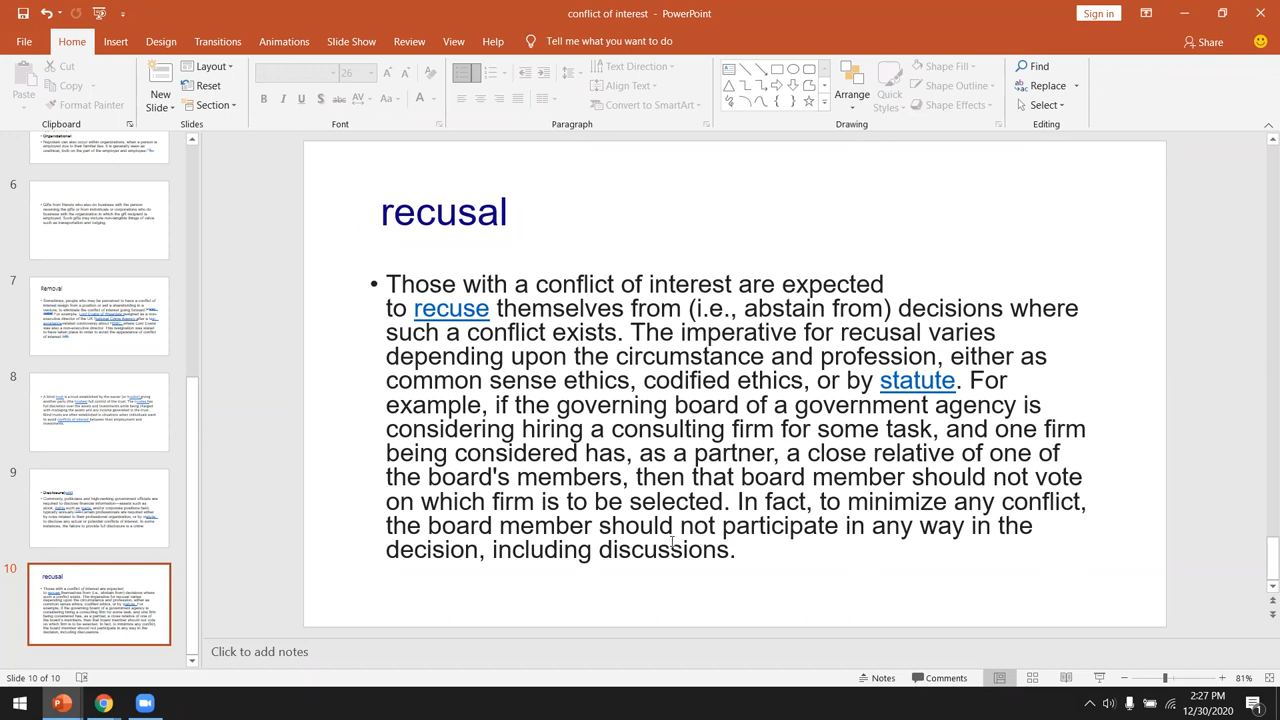 conflict of interest - PowerPoint
Sign in
File Home Insert Design Transitions Animations Slide Show Review View Help Tell me what you want to do
Share
Paste
Cut
Copy
Format Painter
Clipboard
New Slide
Layout
Reset
Section
Slides
26
Font
Text Direction
Align Text
Convert to SmartArt
Paragraph
Arrange
Quick Styles
Shape Fill
Shape Outline
Shape Effects
Drawing
Find
Replace
Select
Editing
6
7
Removal
8
9
10
recusal
recusal
• Those with a conflict of interest are expected
to recuse themselves from (i.e., abstain from) decisions where
such a conflict exists. The imperative for recusal varies
depending upon the circumstance and profession, either as
common sense ethics, codified ethics, or by statute. For
example, if the governing board of a government agency is
considering hiring a consulting firm for some task, and one firm
being considered has, as a partner, a close relative of one of
the board's members, then that board member should not vote
on which firm is to be selected. In fact, to minimize any conflict,
the board member should not participate in any way in the
decision, including discussions.
Click to add notes
Slide 10 of 10
Notes
Comments
81%
2:27 PM
12/30/2020